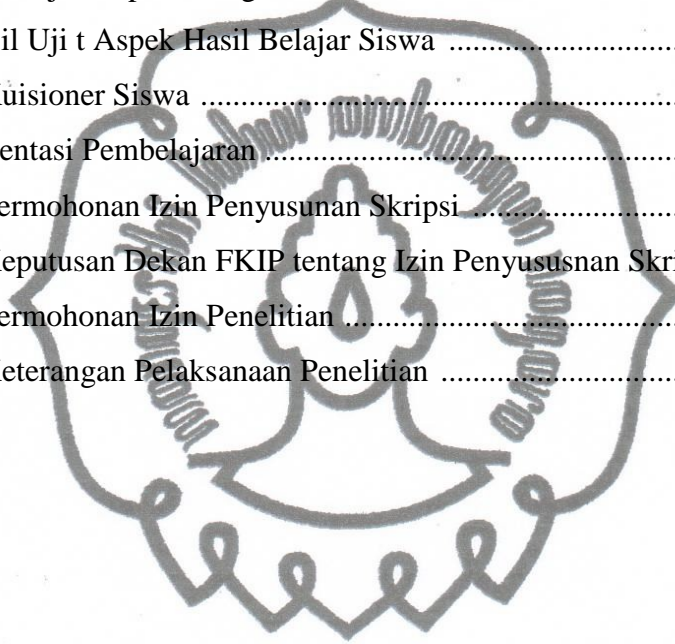 il Uji t Aspek Hasil Belajar Siswa ..............................
uisioner Siswa ..............................................................
entasi Pembelajaran .....................................................
ermohonan Izin Penyusunan Skripsi ...........................
eputusan Dekan FKIP tentang Izin Penyususnan Skri
ermohonan Izin Penelitian ...........................................
eterangan Pelaksanaan Penelitian ..............................